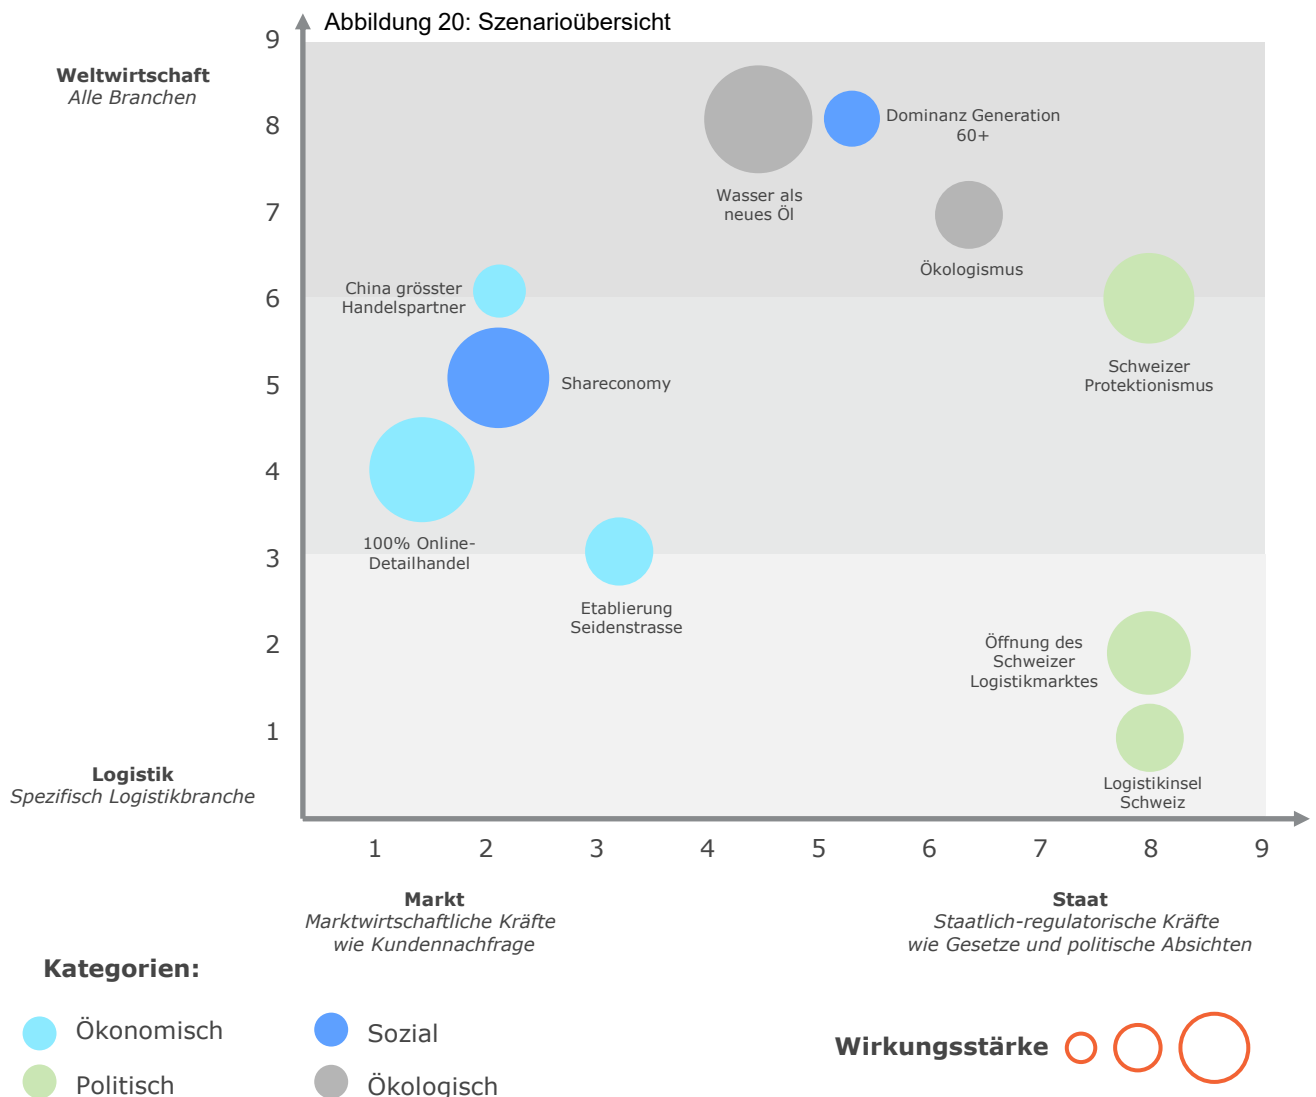 Abbildung 20: Szenarioübersicht
9
Weltwirtschaft
Alle Branchen
8
Dominanz Generation
60+
Wasser als
neues Öl
7
Ökologismus
China grösster
Handelspartner
6
Schweizer
Protektionismus
5
Shareconomy
4
100% Online-
Detailhandel
3
Etablierung
Seidenstrasse
2
Öffnung des
Schweizer
Logistikmarktes
1
Logistik
Spezifisch Logistikbranche
Logistikinsel
Schweiz
1 2 3 4 5 6 7 8 9
Markt
Marktwirtschaftliche Kräfte
wie Kundennachfrage
Staat
Staatlich-regulatorische Kräfte
wie Gesetze und politische Absichten
Kategorien:
Ökonomisch
Sozial
Politisch
Ökologisch
Wirkungsstärke